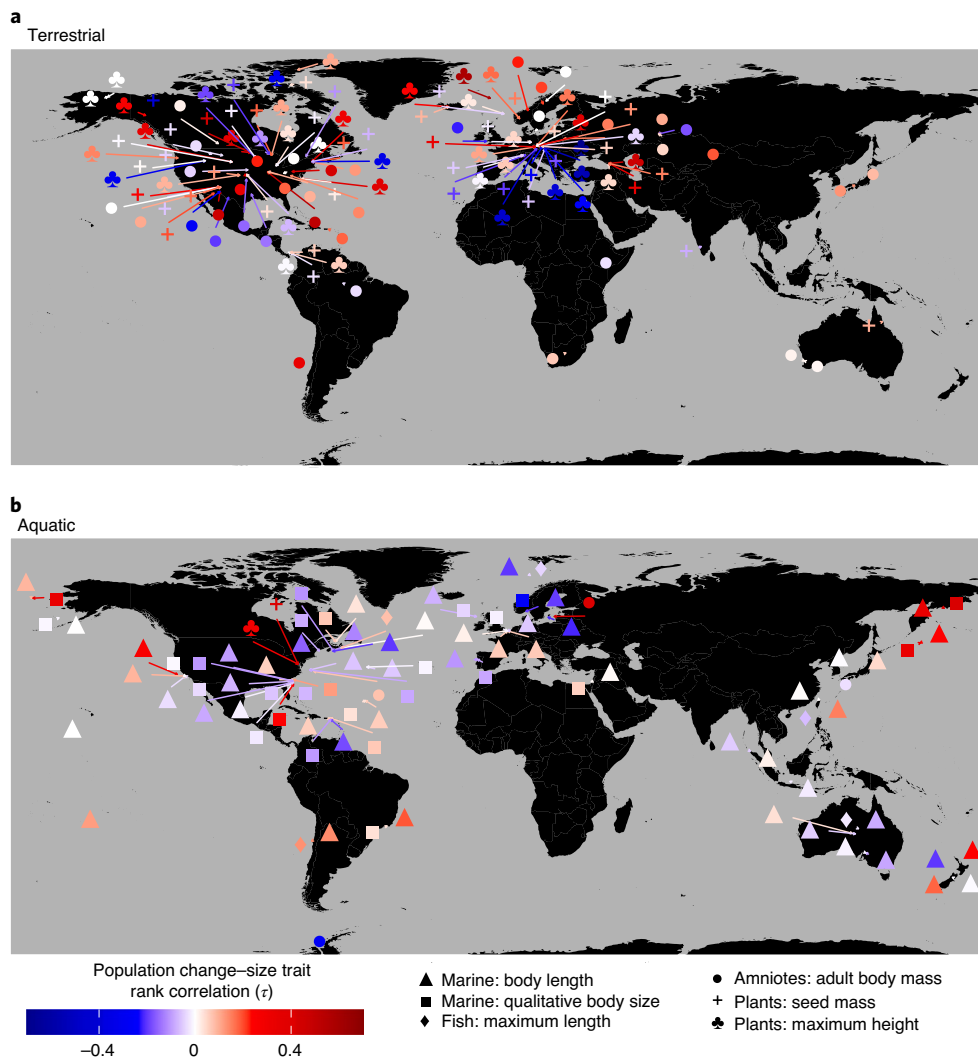 a
Terrestrial
b
Aquatic
Population change–size trait
rank correlation (τ)
−0.4 0 0.4
Marine: body length
Marine: qualitative body size
Fish: maximum length
Amniotes: adult body mass
Plants: seed mass
Plants: maximum height